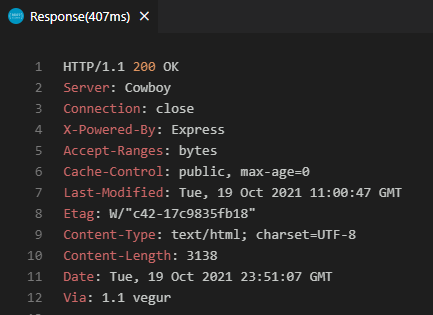 Response(407ms) ×
1 HTTP/1.1 200 OK
2 Server: Cowboy
3 Connection: close
4 X-Powered-By: Express
5 Accept-Ranges: bytes
6 Cache-Control: public, max-age=0
7 Last-Modified: Tue, 19 Oct 2021 11:00:47 GMT
8 Etag: W/"c42-17c9835fb18"
9 Content-Type: text/html; charset=UTF-8
10 Content-Length: 3138
11 Date: Tue, 19 Oct 2021 23:51:07 GMT
12 Via: 1.1 vegur